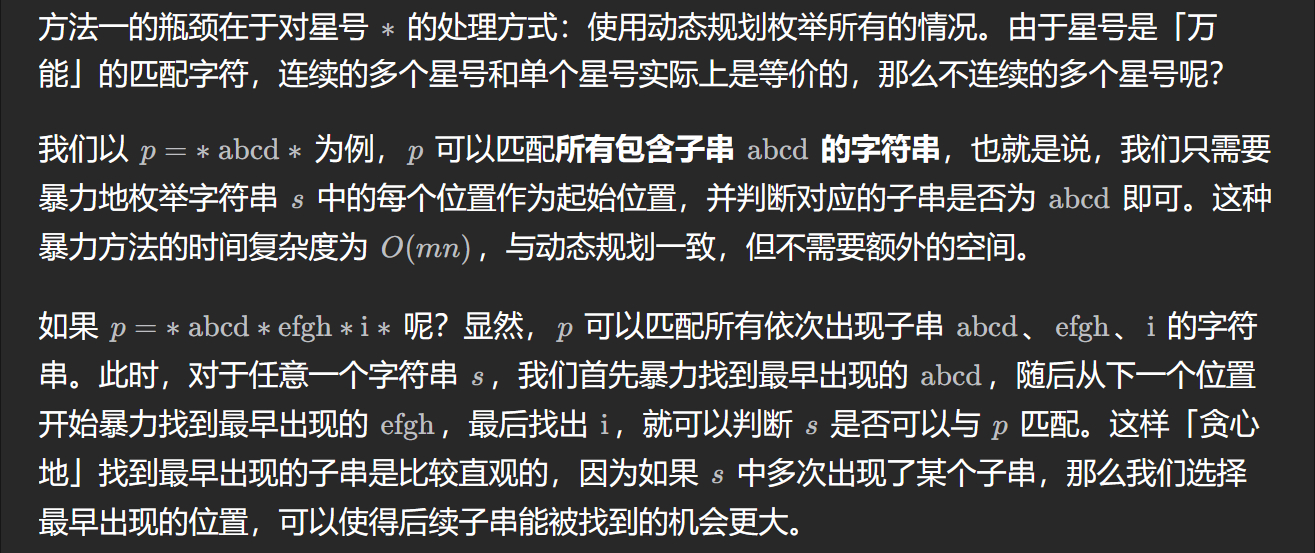 方法一的瓶颈在于对星号 * 的处理方式：使用动态规划枚举所有的情况。由于星号是「万
能」的匹配字符，连续的多个星号和单个星号实际上是等价的，那么不连续的多个星号呢？
我们以 p = * abcd * 为例，p 可以匹配所有包含子串 abcd 的字符串，也就是说，我们只需要
暴力地枚举字符串 s 中的每个位置作为起始位置，并判断对应的子串是否为 abcd 即可。这种
暴力方法的时间复杂度为 O(mn)，与动态规划一致，但不需要额外的空间。
如果 p = * abcd * efgh * i * 呢？显然，p 可以匹配所有依次出现子串 abcd、efgh、i 的字符
串。此时，对于任意一个字符串 s，我们首先暴力找到最早出现的 abcd，随后从下一个位置
开始暴力找到最早出现的 efgh，最后找出 i，就可以判断 s 是否可以与 p 匹配。这样「贪心
地」找到最早出现的子串是比较直观的，因为如果 s 中多次出现了某个子串，那么我们选择
最早出现的位置，可以使得后续子串能被找到的机会更大。